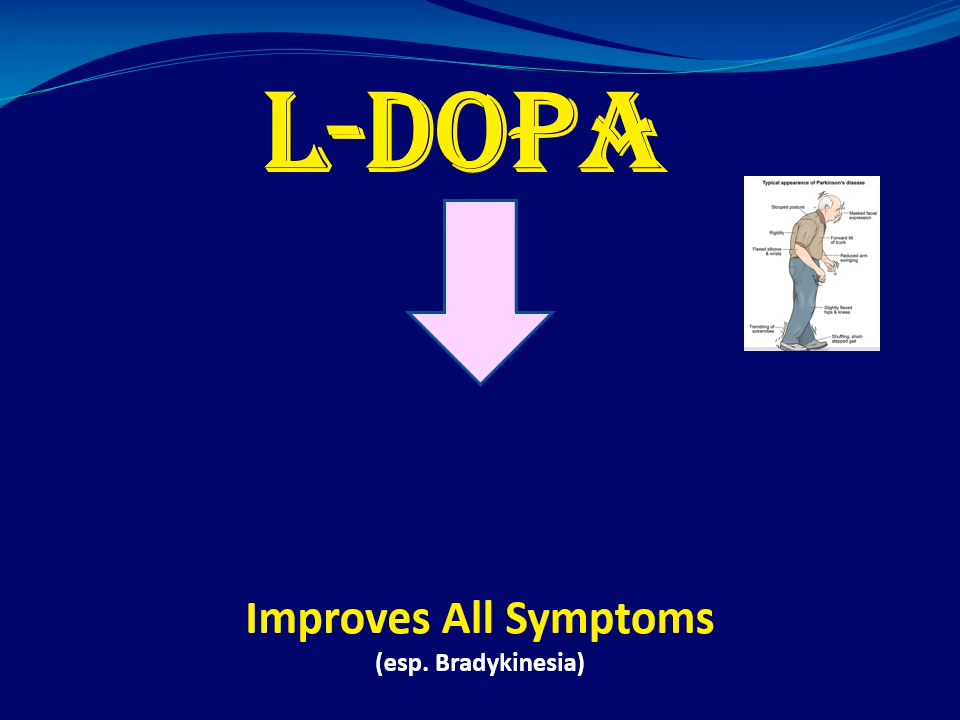 L-DOPA
Typical appearance of Parkinson's disease
Stooped posture
Masked facial
expression
Rigidity
Forward tilt
of trunk
Flexed elbows
& wrists
Reduced arm
swinging
Slightly flexed
hips & knees
Trembling of
extremities
Shuffling, short-
stepped gait
Improves All Symptoms
(esp. Bradykinesia)